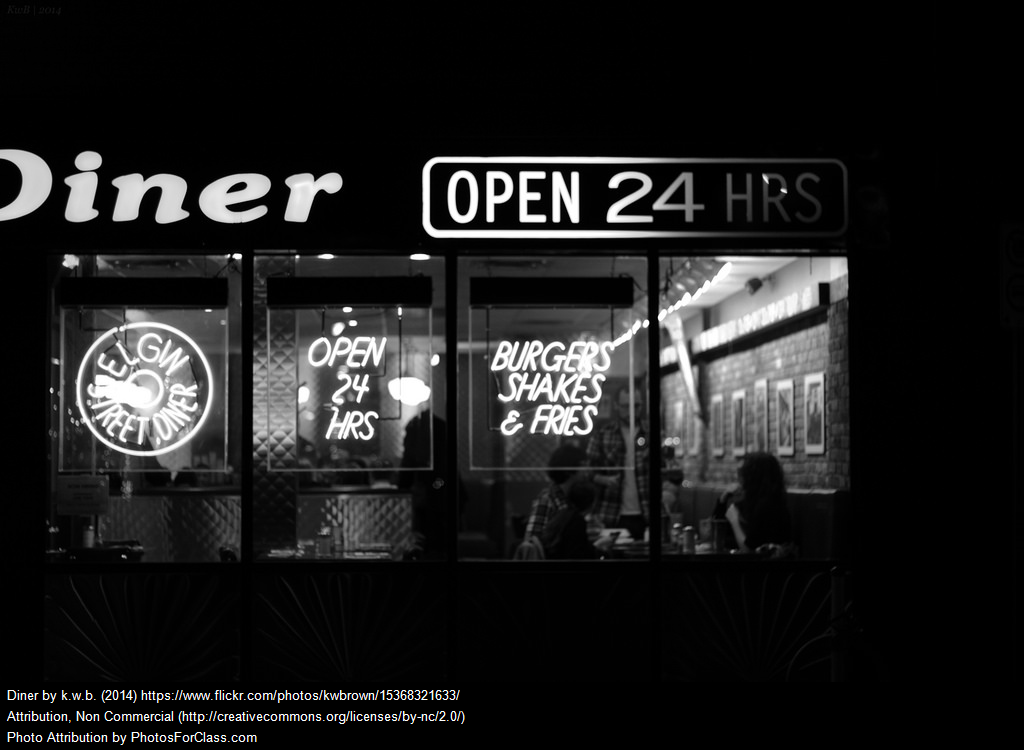 KwB | 2014
Diner
OPEN 24 HRS
ELGIN
STREET DINER
OPEN
24
HRS
BURGERS
SHAKES
& FRIES
Diner by k.w.b. (2014) https://www.flickr.com/photos/kwbrown/15368321633/
Attribution, Non Commercial (http://creativecommons.org/licenses/by-nc/2.0/)
Photo Attribution by PhotosForClass.com